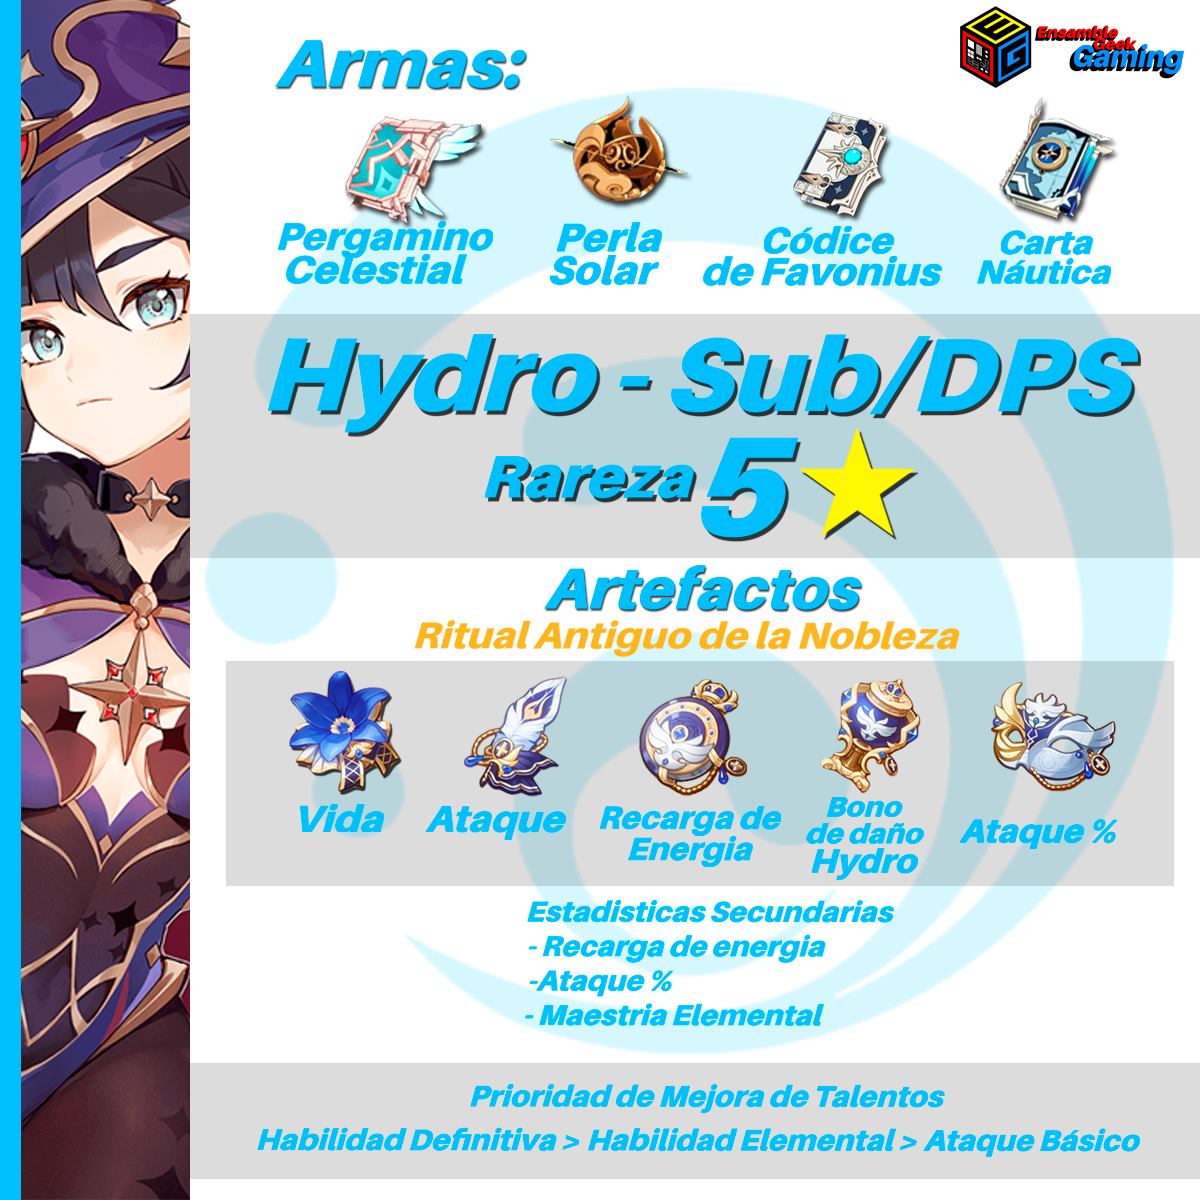 Ensamble
Geek
Gaming
Armas:
Pergamino
Celestial
Perla
Solar
Códice
de Favonius
Carta
Náutica
Hydro - Sub/DPS
Rareza 5
Artefactos
Ritual Antiguo de la Nobleza
Vida
Ataque
Recarga de
Energia
Bono
de daño
Hydro
Ataque %
Estadisticas Secundarias
- Recarga de energia
-Ataque %
- Maestria Elemental
Prioridad de Mejora de Talentos
Habilidad Definitiva > Habilidad Elemental > Ataque Básico